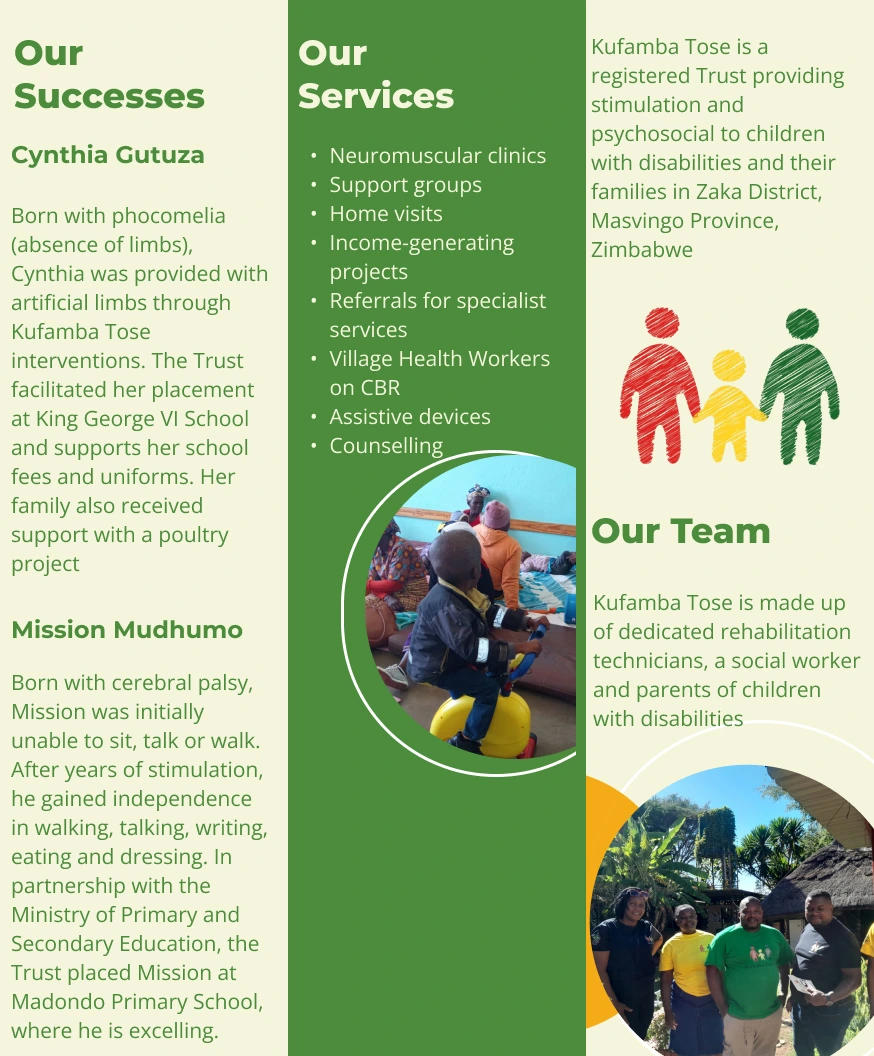 Our
Successes
Cynthia Gutuza
Born with phocomelia
(absence of limbs),
Cynthia was provided with
artificial limbs through
Kufamba Tose
interventions. The Trust
facilitated her placement
at King George VI School
and supports her school
fees and uniforms. Her
family also received
support with a poultry
project
Mission Mudhumo
Born with cerebral palsy,
Mission was initially
unable to sit, talk or walk.
After years of stimulation,
he gained independence
in walking, talking, writing,
eating and dressing. In
partnership with the
Ministry of Primary and
Secondary Education, the
Trust placed Mission at
Madondo Primary School,
where he is excelling.
Our
Services
• Neuromuscular clinics
• Support groups
• Home visits
• Income-generating
projects
• Referrals for specialist
services
• Village Health Workers
on CBR
• Assistive devices
• Counselling
Kufamba Tose is a
registered Trust providing
stimulation and
psychosocial to children
with disabilities and their
families in Zaka District,
Masvingo Province,
Zimbabwe
Our Team
Kufamba Tose is made up
of dedicated rehabilitation
technicians, a social worker
and parents of children
with disabilities